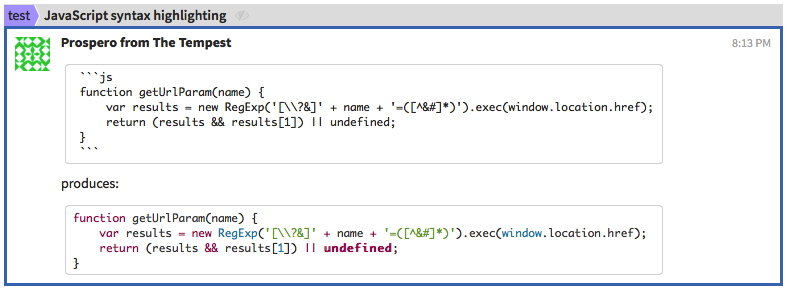 test JavaScript syntax highlighting
Prospero from The Tempest 8:13 PM
```js
function getUrlParam(name) {
    var results = new RegExp('[\\?&]' + name + '=([^&#]*)').exec(window.location.href);
    return (results && results[1]) || undefined;
}
```
produces:
function getUrlParam(name) {
    var results = new RegExp('[\\?&]' + name + '=([^&#]*)').exec(window.location.href);
    return (results && results[1]) || undefined;
}